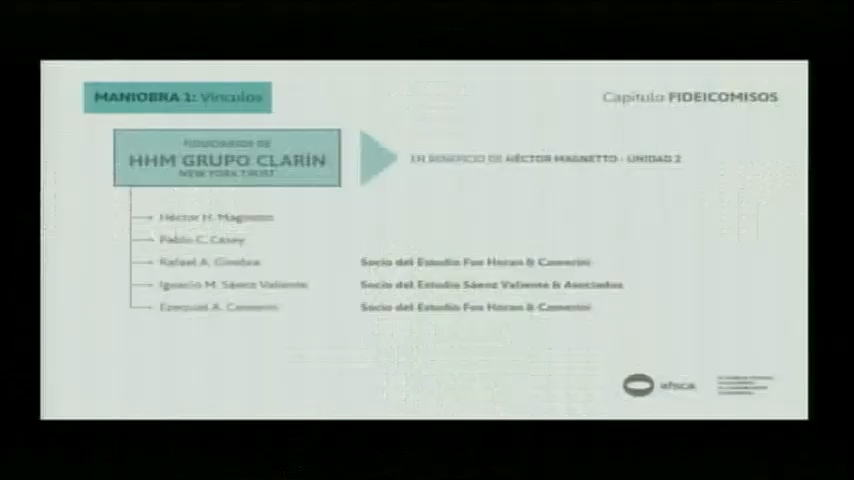 MANIOBRA 1: Vínculos
Capítulo FIDEICOMISOS
FIDUCIARIOS DE
HHM GRUPO CLARÍN
NEW YORK TRUST
EN BENEFICIO DE HÉCTOR MAGNETTO - UNIDAD 2
Héctor H. Magnetto
Pablo C. Casey
Rafael A.
Socio del Estudio Fox Horan & Camerini
Ignacio M. Sáenz Valiente
Socio del Estudio Sáenz Valiente & Asociados
Ezequiel A. Camerini
Socio del Estudio Fox Horan & Camerini
afsca